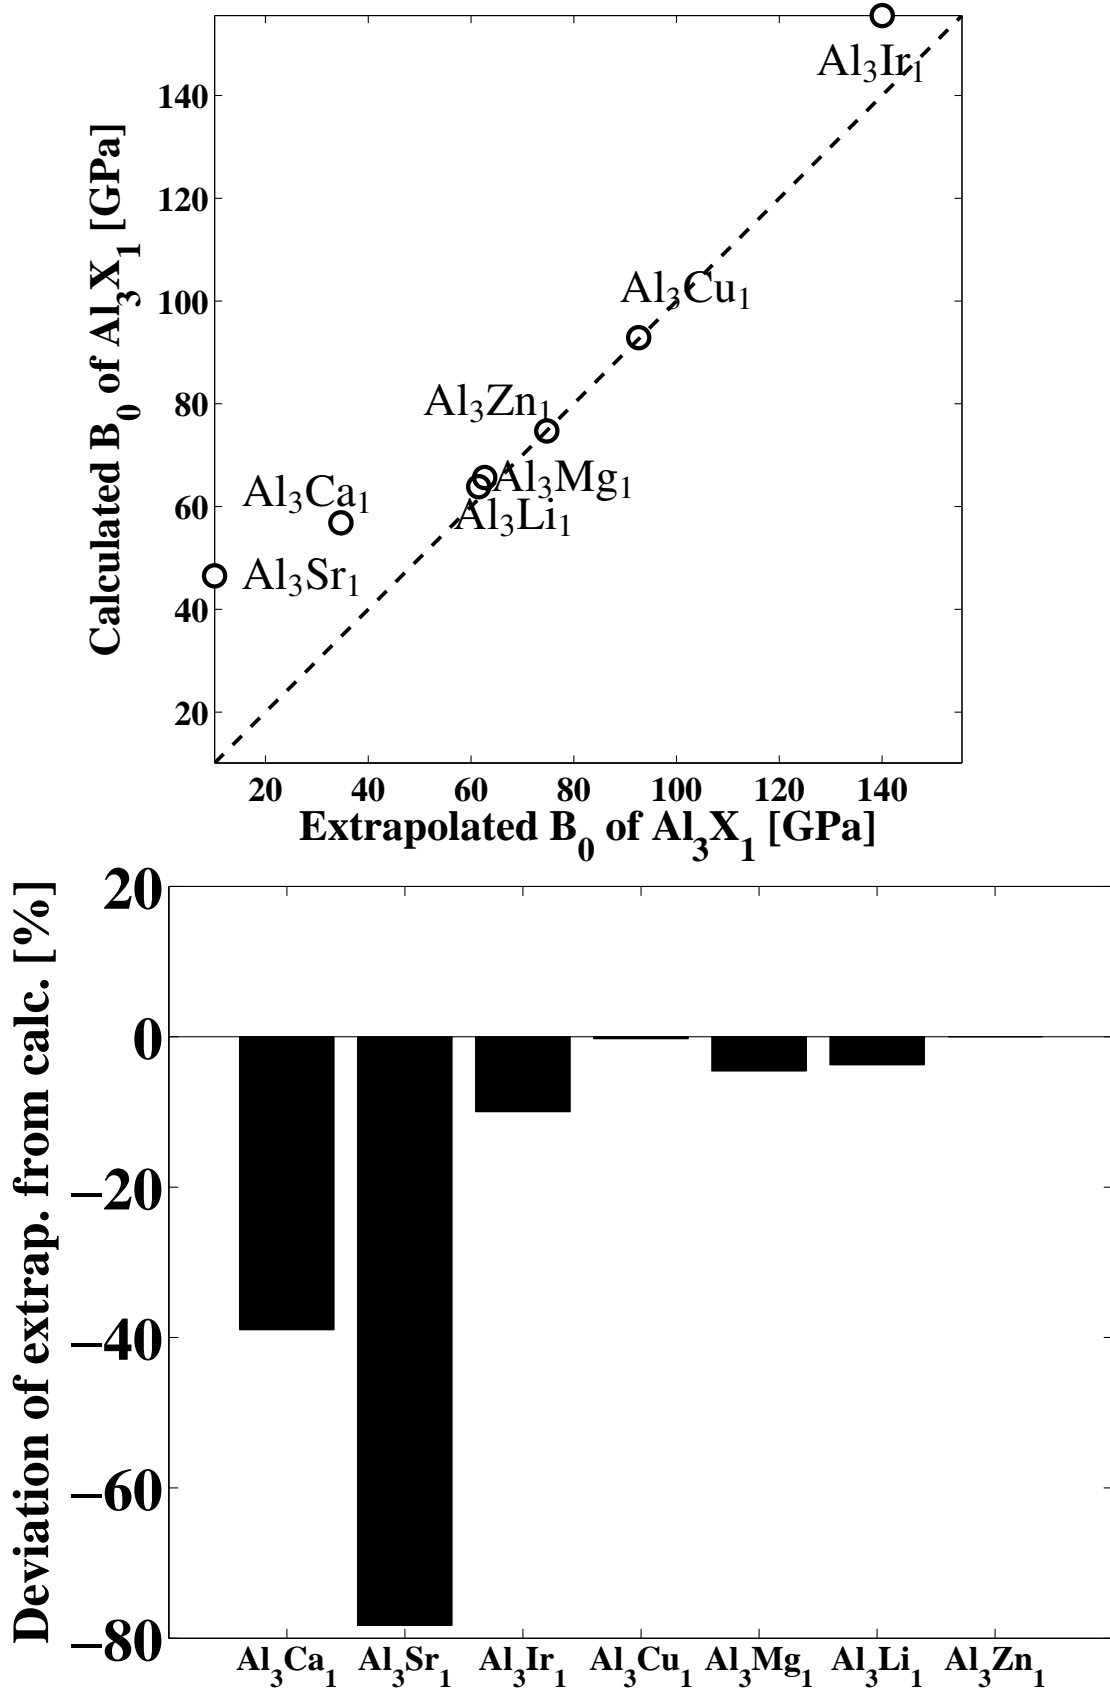 Calculated B0 of Al3X1 [GPa]
140
120
100
80
60
40
20
Al3Ir1
Al3Cu1
Al3Zn1
Al3Mg1
Al3Ca1
Al3Li1
Al3Sr1
20 40 60 80 100 120 140
Extrapolated B0 of Al3X1 [GPa]
Deviation of extrap. from calc. [%]
20
0
−20
−40
−60
−80
Al3Ca1 Al3Sr1 Al3Ir1 Al3Cu1 Al3Mg1 Al3Li1 Al3Zn1